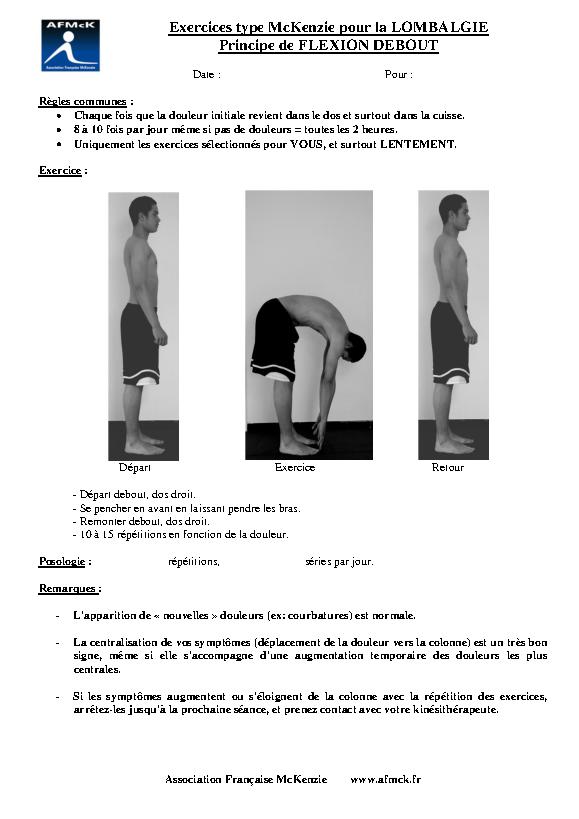 AFMcK
Association Française McKenzie
Exercices type McKenzie pour la LOMBALGIE
Principe de FLEXION DEBOUT
Date : Pour :
Règles communes :
• Chaque fois que la douleur initiale revient dans le dos et surtout dans la cuisse.
• 8 à 10 fois par jour même si pas de douleurs = toutes les 2 heures.
• Uniquement les exercices sélectionnés pour VOUS, et surtout LENTEMENT.
Exercice :
Départ Exercice Retour
- Départ debout, dos droit.
- Se pencher en avant en laissant pendre les bras.
- Remonter debout, dos droit.
- 10 à 15 répétitions en fonction de la douleur.
Posologie : répétitions, séries par jour.
Remarques :
- L'apparition de « nouvelles » douleurs (ex: courbatures) est normale.
- La centralisation de vos symptômes (déplacement de la douleur vers la colonne) est un très bon
signe, même si elle s'accompagne d'une augmentation temporaire des douleurs les plus
centrales.
- Si les symptômes augmentent ou s'éloignent de la colonne avec la répétition des exercices,
arrêtez-les jusqu'à la prochaine séance, et prenez contact avec votre kinésithérapeute.
Association Française McKenzie www.afmck.fr